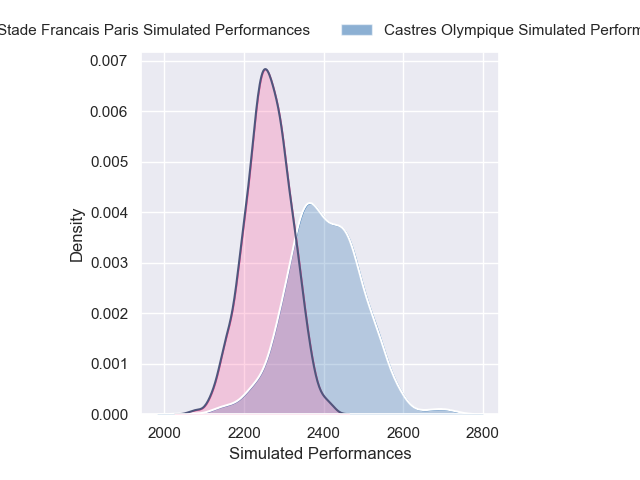 Stade Francais Paris Simulated Performances
Castres Olympique Simulated
0.007
0.006
0.005
0.004
0.003
0.002
0.001
0.000
Density
2000 2200 2400 2600 2800
Simulated Performances